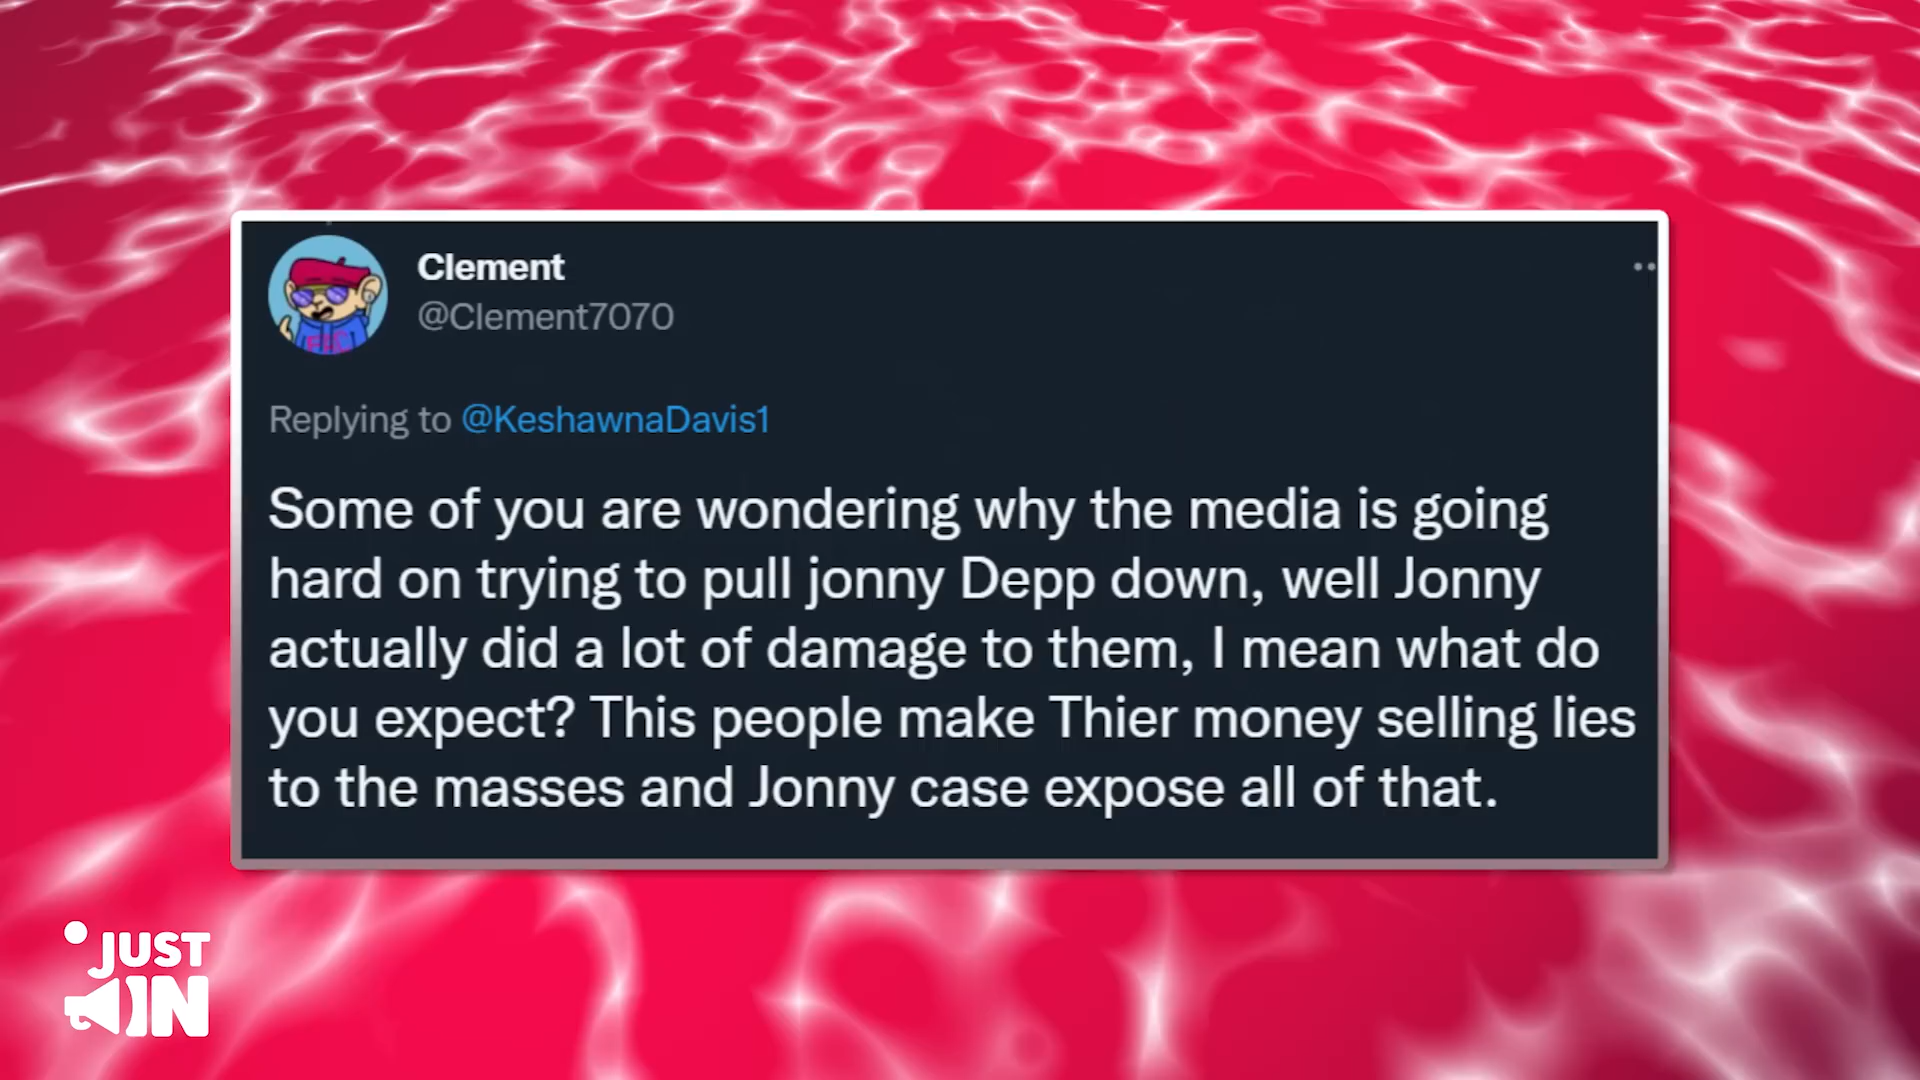 Clement
@Clement7070
Replying to @KeshawnaDavis1
Some of you are wondering why the media is going
hard on trying to pull jonny Depp down, well Jonny
actually did a lot of damage to them, I mean what do
you expect? This people make Thier money selling lies
to the masses and Jonny case expose all of that.
JUST
IN